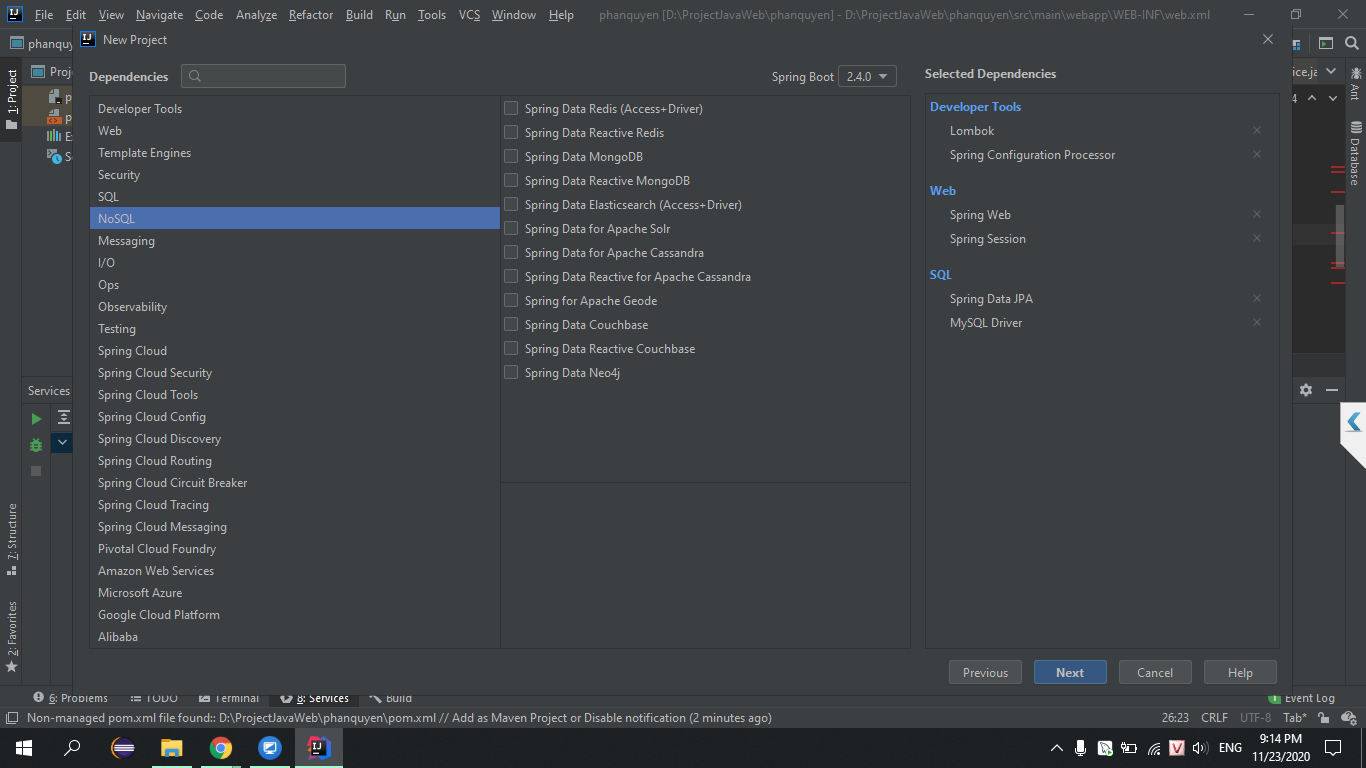 File Edit View Navigate Code Analyze Refactor Build Run Tools VCS Window Help phanquyen [D:\ProjectJavaWeb\phanquyen] - D:\ProjectJavaWeb\phanquyen\src\main\webapp\WEB-INF\web.xml
phanquy
New Project
1: Project
Proj
Dependencies
Spring Boot 2.4.0
Selected Dependencies
ice.ja
Ant
Database
4
Developer Tools
Web
Template Engines
Security
SQL
NoSQL
Messaging
I/O
Ops
Observability
Testing
Spring Cloud
Spring Cloud Security
Spring Cloud Tools
Spring Cloud Config
Spring Cloud Discovery
Spring Cloud Routing
Spring Cloud Circuit Breaker
Spring Cloud Tracing
Spring Cloud Messaging
Pivotal Cloud Foundry
Amazon Web Services
Microsoft Azure
Google Cloud Platform
Alibaba
Spring Data Redis (Access+Driver)
Spring Data Reactive Redis
Spring Data MongoDB
Spring Data Reactive MongoDB
Spring Data Elasticsearch (Access+Driver)
Spring Data for Apache Solr
Spring Data for Apache Cassandra
Spring Data Reactive for Apache Cassandra
Spring for Apache Geode
Spring Data Couchbase
Spring Data Reactive Couchbase
Spring Data Neo4j
Developer Tools
Lombok
Spring Configuration Processor
Web
Spring Web
Spring Session
SQL
Spring Data JPA
MySQL Driver
Services
7: Structure
2: Favorites
Previous Next Cancel Help
6: Problems TODO Terminal 8: Services Build
Event Log
Non-managed pom.xml file found:: D:\ProjectJavaWeb\phanquyen\pom.xml // Add as Maven Project or Disable notification (2 minutes ago)
26:23 CRLF UTF-8 Tab*
ENG
9:14 PM
11/23/2020